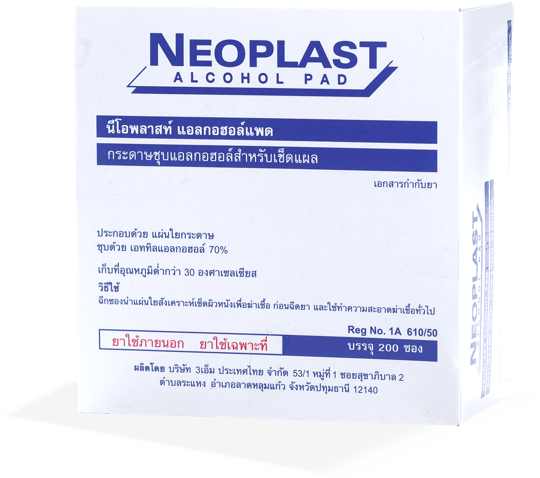 NEOPLAST
ALCOHOL PAD
นีโอพลาสท์ แอลกอฮอล์แพด
กระดาษชุบแอลกอฮอล์สำหรับเช็ดแผล
เอกสารกำกับยา
ประกอบด้วย แผ่นใยกระดาษ
ชุบด้วย เอททิลแอลกอฮอล์ 70%
เก็บที่อุณหภูมิต่ำกว่า 30 องศาเซลเซียส
วิธีใช้
ฉีกซองนำแผ่นใยสังเคราะห์เช็ดผิวหนังเพื่อฆ่าเชื้อ ก่อนฉีดยา และใช้ทำความสะอาดฆ่าเชื้อทั่วไป
Reg No. 1A 610/50
ยาใช้ภายนอก ยาใช้เฉพาะที่
บรรจุ 200 ซอง
ผลิตโดย บริษัท 3เอ็ม ประเทศไทย จำกัด 53/1 หมู่ที่ 1 ซอยสุขาภิบาล 2
ตำบลระแหง อำเภอลาดหลุมแก้ว จังหวัดปทุมธานี 12140
NEOPLAST
ALCOHOL PAD